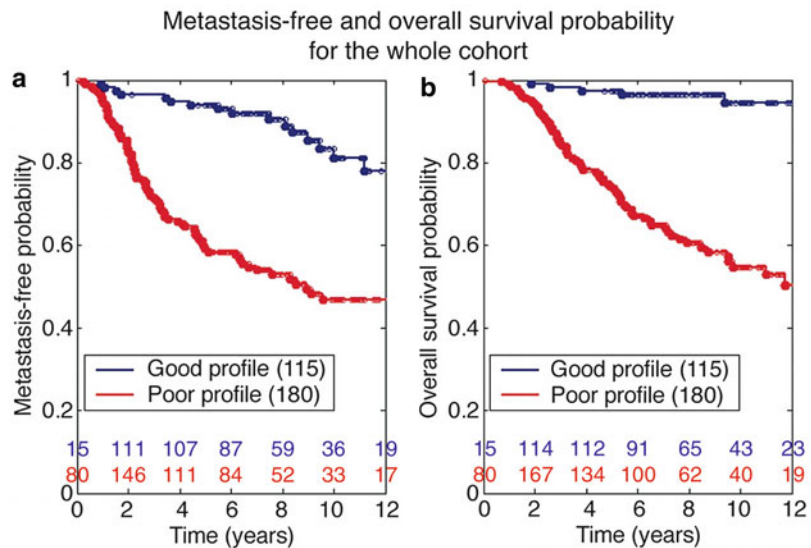 Metastasis-free and overall survival probability
for the whole cohort
a
Metastasis-free probability
1
0.8
0.6
0.4
0.2
0
Good profile (115)
Poor profile (180)
15 111 107 87 59 36 19
80 146 111 84 52 33 17
0 2 4 6 8 10 12
Time (years)
b
Overall survival probability
1
0.8
0.6
0.4
0.2
0
Good profile (115)
Poor profile (180)
15 114 112 91 65 43 23
80 167 134 100 62 40 19
0 2 4 6 8 10 12
Time (years)